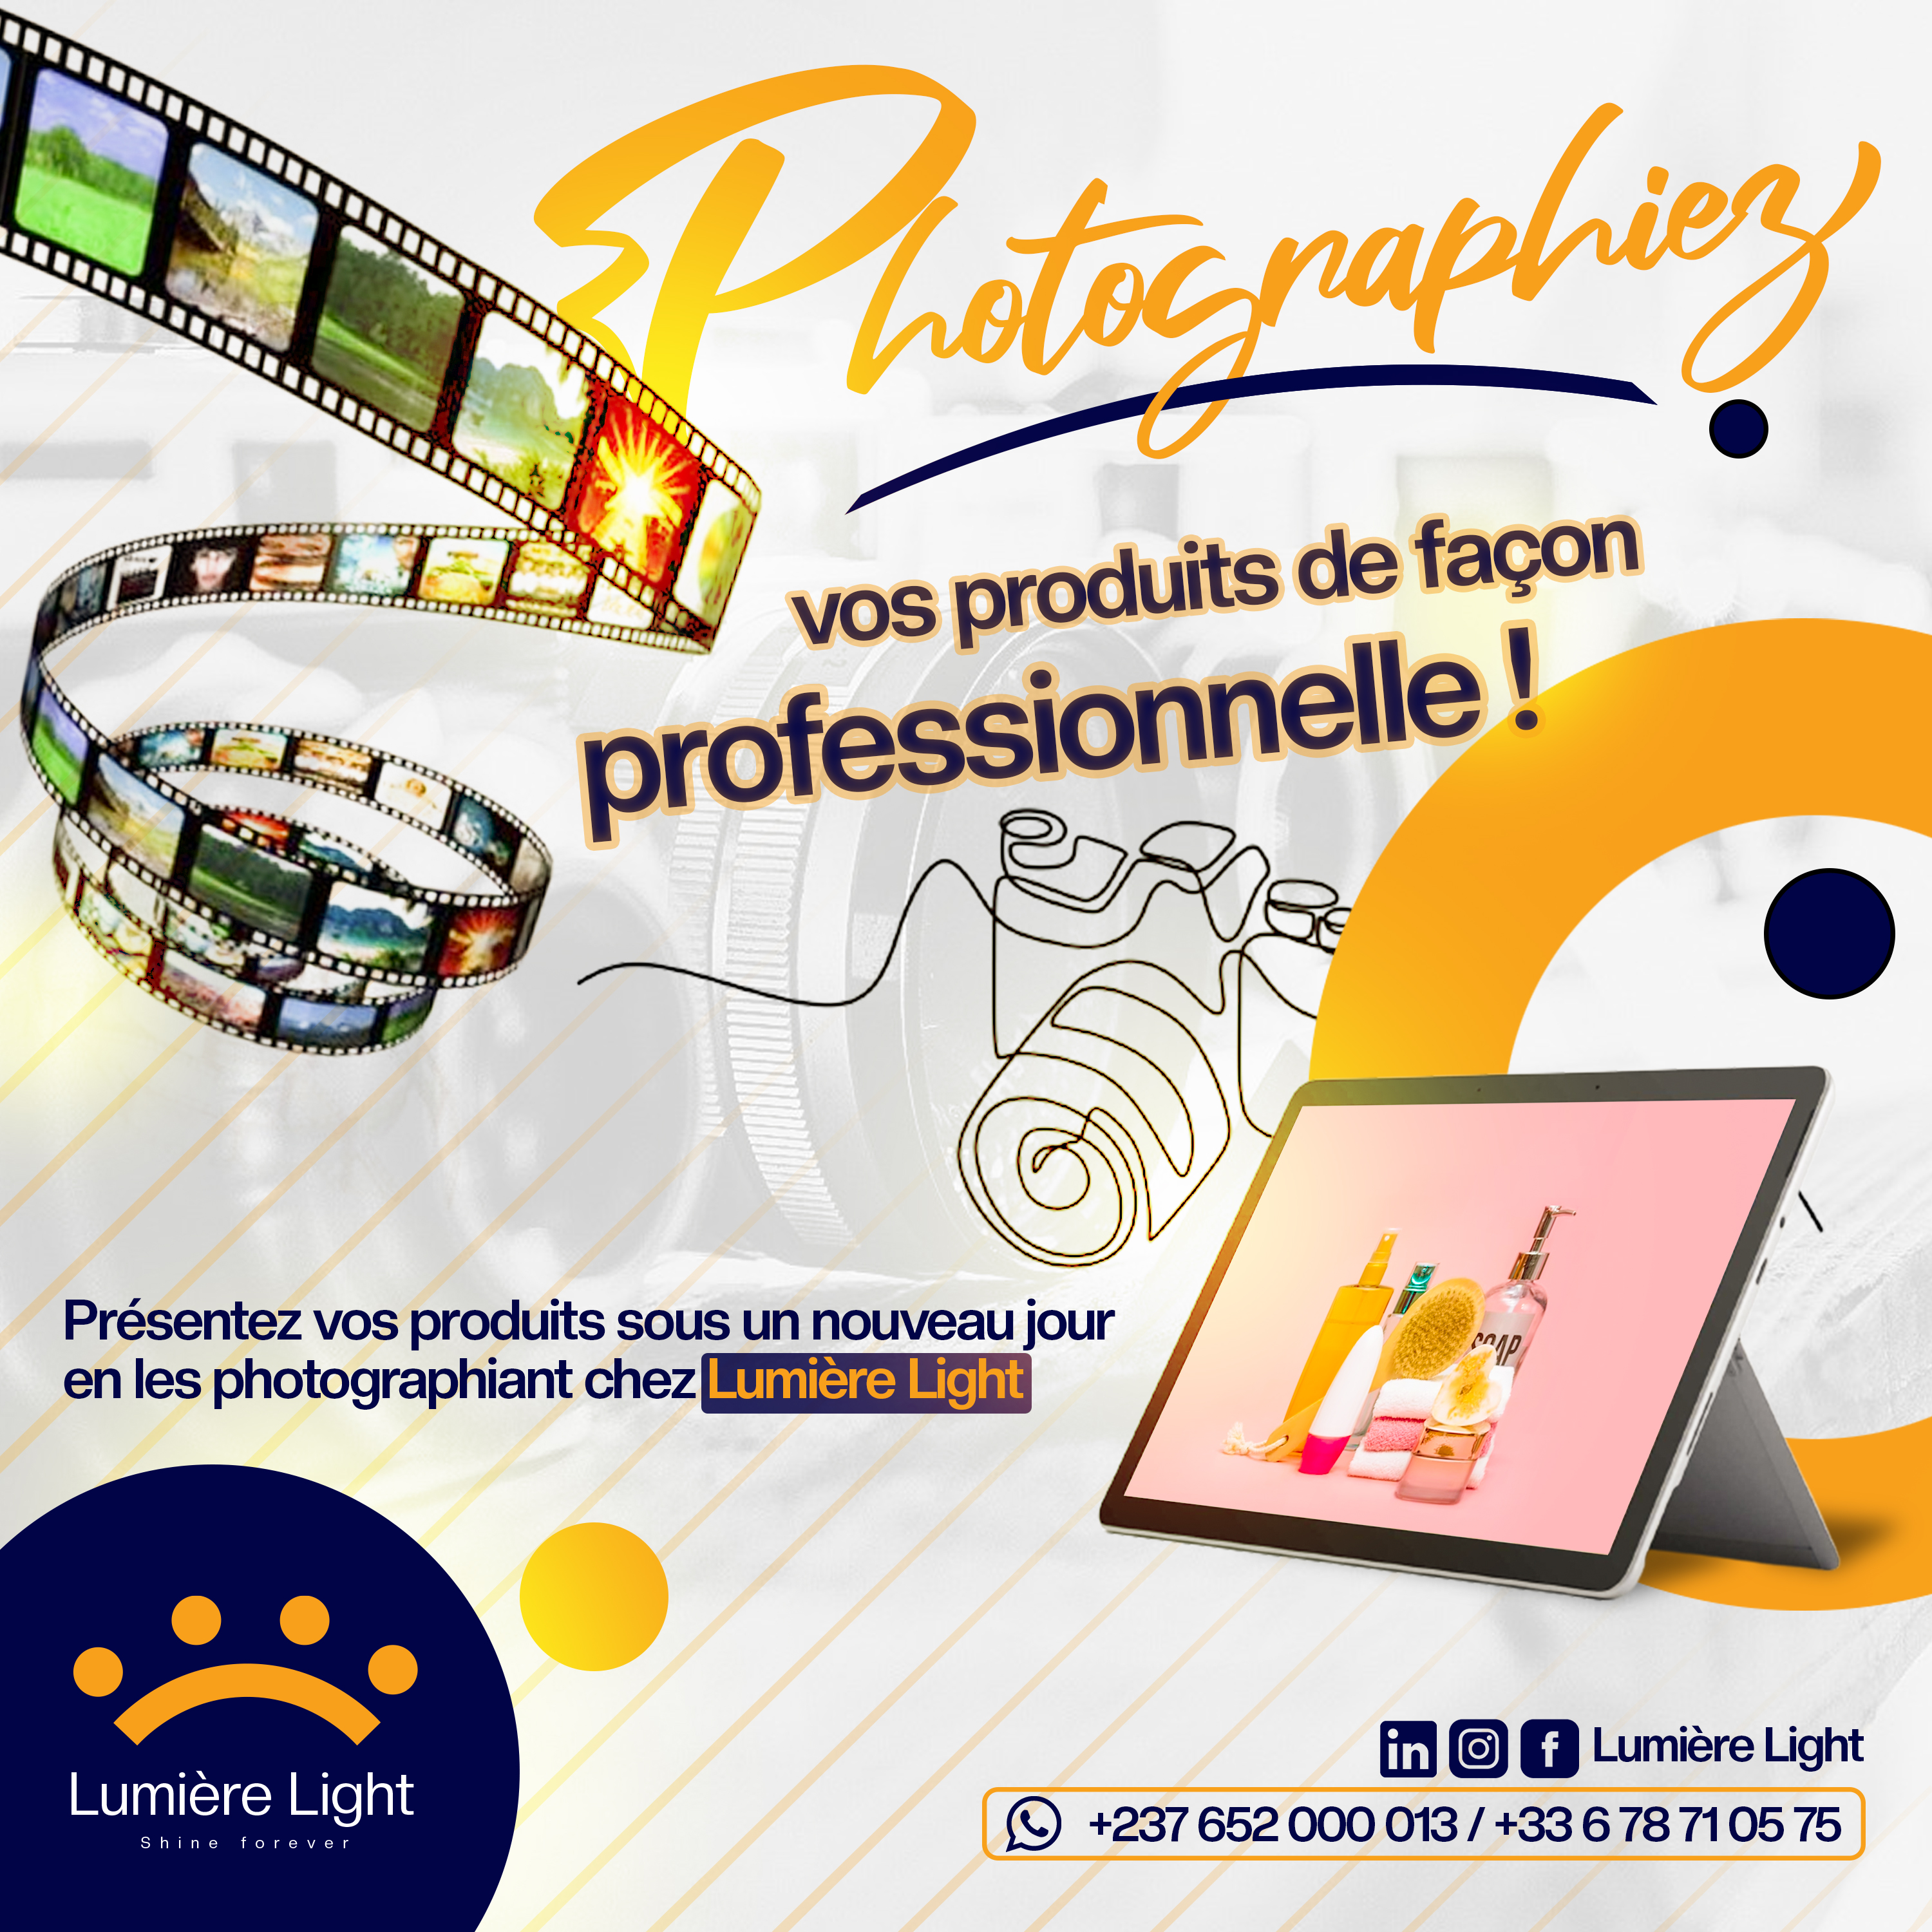 Photographiez
vos produits de façon
professionnelle !
SOAP
Présentez vos produits sous un nouveau jour
en les photographiant chez Lumière Light
Lumière Light
Shine forever
in f Lumière Light
+237 652 000 013 / +33 6 78 71 05 75